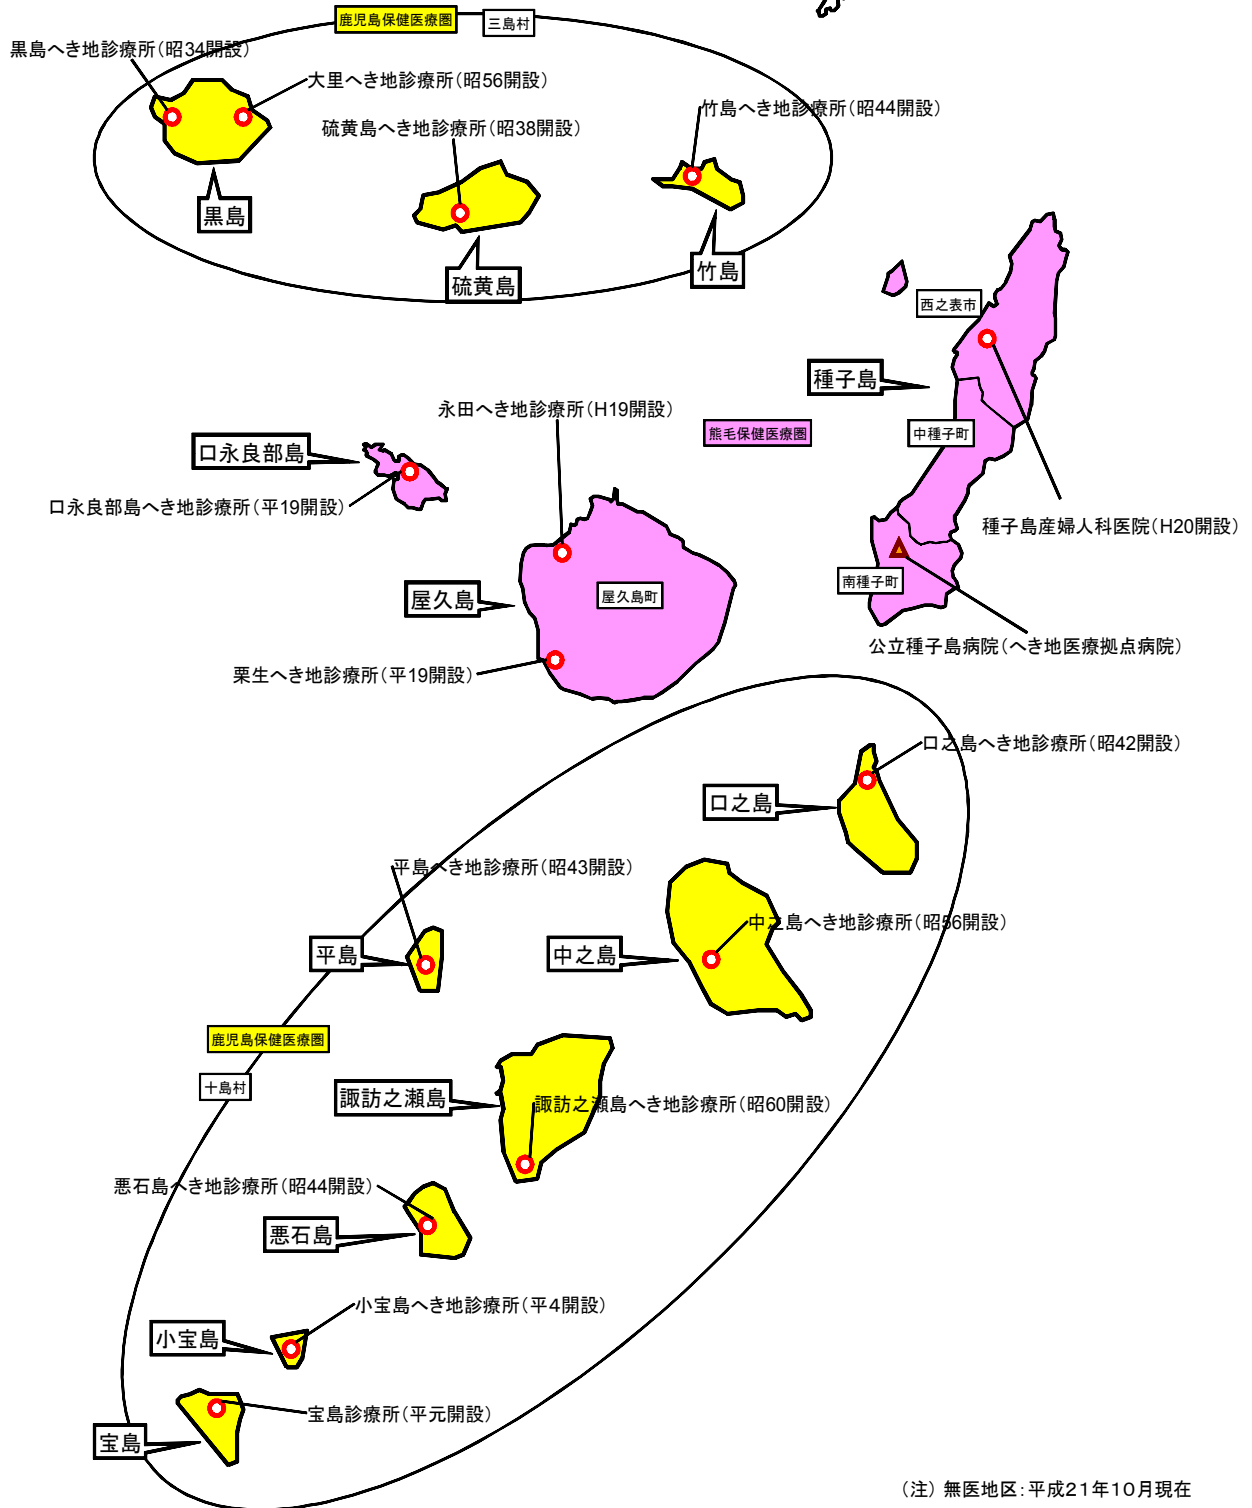 鹿児島保健医療圏
三島村
黒島へき地診療所(昭34開設)
大里へき地診療所(昭56開設)
硫黄島へき地診療所(昭38開設)
竹島へき地診療所(昭44開設)
黒島
硫黄島
竹島
西之表市
種子島
永田へき地診療所(H19開設)
熊毛保健医療圏
中種子町
口永良部島
口永良部島へき地診療所(平19開設)
種子島産婦人科医院(H20開設)
南種子町
屋久島
屋久島町
公立種子島病院(へき地医療拠点病院)
栗生へき地診療所(平19開設)
口之島へき地診療所(昭42開設)
口之島
平島へき地診療所(昭43開設)
中之島へき地診療所(昭56開設)
平島
中之島
鹿児島保健医療圏
十島村
諏訪之瀬島
諏訪之瀬島へき地診療所(昭60開設)
悪石島へき地診療所(昭44開設)
悪石島
小宝島へき地診療所(平4開設)
小宝島
宝島診療所(平元開設)
宝島
(注) 無医地区:平成21年10月現在